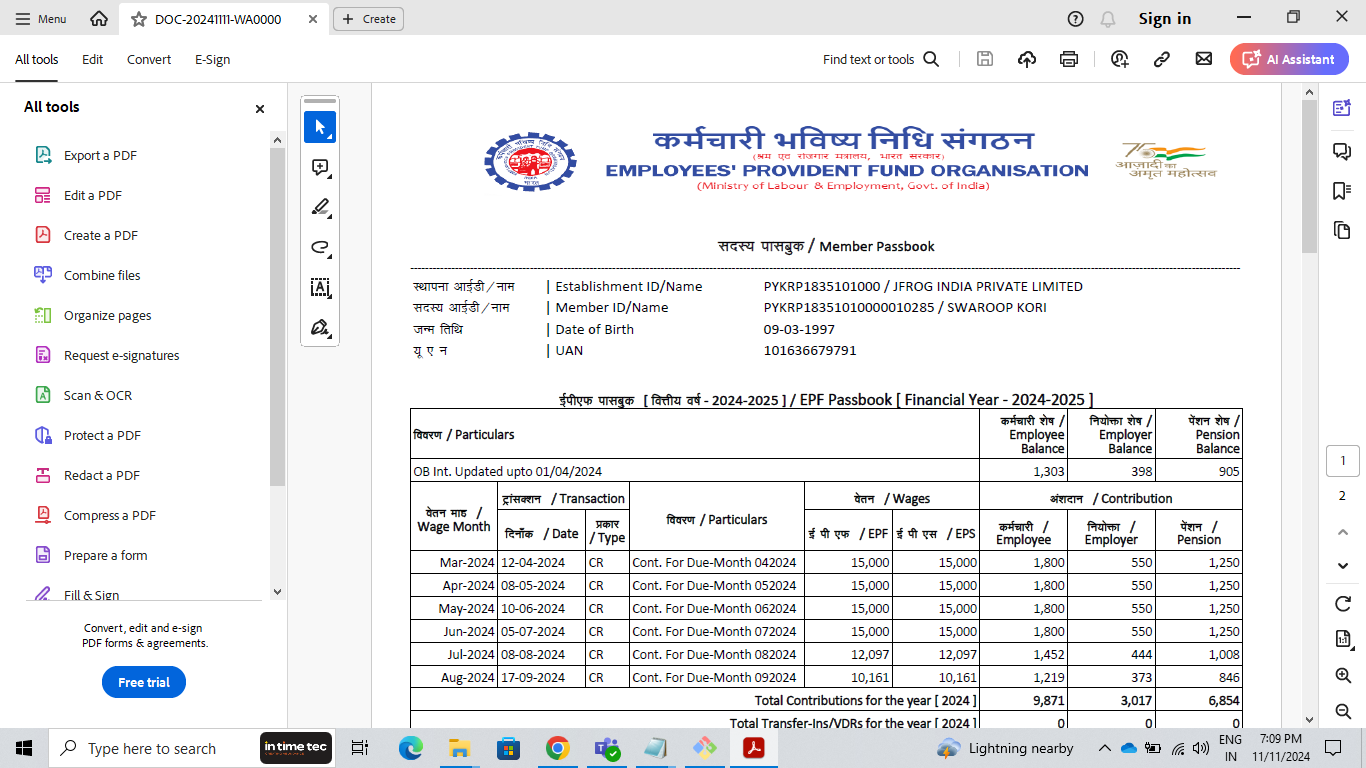 Menu
DOC-20241111-WA0000
Create
Sign in
All tools Edit Convert E-Sign
Find text or tools
AI Assistant
All tools
Export a PDF
Edit a PDF
Create a PDF
Combine files
Organize pages
Request e-signatures
Scan & OCR
Protect a PDF
Redact a PDF
Compress a PDF
Prepare a form
Fill & Sign
Convert, edit and e-sign
PDF forms & agreements.
Free trial
कर्मचारी भविष्य निधि संगठन
(श्रम एवं रोजगार मंत्रालय, भारत सरकार)
EMPLOYEES' PROVIDENT FUND ORGANISATION
(Ministry of Labour & Employment, Govt. of India)
आज़ादी का
अमृत महोत्सव
सदस्य पासबुक / Member Passbook
स्थापना आईडी / नाम | Establishment ID/Name PYKRP1835101000 / JFROG INDIA PRIVATE LIMITED
सदस्य आईडी / नाम | Member ID/Name PYKRP18351010000010285 / SWAROOP KORI
जन्म तिथि | Date of Birth 09-03-1997
यू ए न | UAN 101636679791
ईपीएफ पासबुक [ वित्तीय वर्ष - 2024-2025 ] / EPF Passbook [ Financial Year - 2024-2025 ]
विवरण / Particulars
कर्मचारी शेष /
Employee
Balance
नियोक्ता शेष /
Employer
Balance
पेंशन शेष /
Pension
Balance
OB Int. Updated upto 01/04/2024 1,303 398 905
वेतन माह /
Wage Month
ट्रांसक्शन / Transaction
दिनाँक / Date
प्रकार
/ Type
विवरण / Particulars
वेतन / Wages
ई पी एफ / EPF
ई पी एस / EPS
अंशदान / Contribution
कर्मचारी /
Employee
नियोक्ता /
Employer
पेंशन /
Pension
Mar-2024 12-04-2024 CR Cont. For Due-Month 042024 15,000 15,000 1,800 550 1,250
Apr-2024 08-05-2024 CR Cont. For Due-Month 052024 15,000 15,000 1,800 550 1,250
May-2024 10-06-2024 CR Cont. For Due-Month 062024 15,000 15,000 1,800 550 1,250
Jun-2024 05-07-2024 CR Cont. For Due-Month 072024 15,000 15,000 1,800 550 1,250
Jul-2024 08-08-2024 CR Cont. For Due-Month 082024 12,097 12,097 1,452 444 1,008
Aug-2024 17-09-2024 CR Cont. For Due-Month 092024 10,161 10,161 1,219 373 846
Total Contributions for the year [ 2024 ] 9,871 3,017 6,854
Total Transfer-Ins/VDRs for the year [ 2024 ] 0 0 0
1
2
Type here to search
in time tec
Lightning nearby
ENG
IN
7:09 PM
11/11/2024